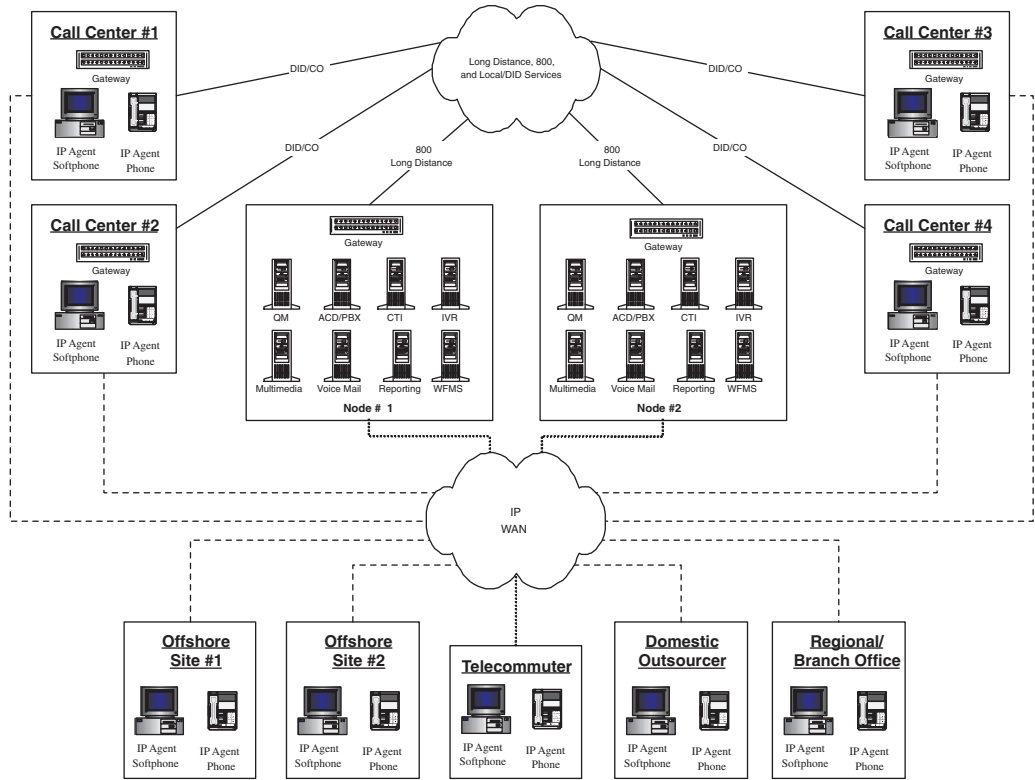 Call Center #1
Gateway
IP Agent
Softphone
IP Agent
Phone
DID/CO
Long Distance, 800,
and Local/DID Services
DID/CO
Call Center #3
Gateway
IP Agent
Softphone
IP Agent
Phone
DID/CO
800
Long Distance
800
Long Distance
DID/CO
Call Center #2
Gateway
IP Agent
Softphone
IP Agent
Phone
Gateway
QM
ACD/PBX
CTI
IVR
Multimedia
Voice Mail
Reporting
WFMS
Node # 1
Gateway
QM
ACD/PBX
CTI
IVR
Multimedia
Voice Mail
Reporting
WFMS
Node #2
Call Center #4
Gateway
IP Agent
Softphone
IP Agent
Phone
IP
WAN
Offshore
Site #1
IP Agent
Softphone
IP Agent
Phone
Offshore
Site #2
IP Agent
Softphone
IP Agent
Phone
Telecommuter
IP Agent
Softphone
IP Agent
Phone
Domestic
Outsourcer
IP Agent
Softphone
IP Agent
Phone
Regional/
Branch Office
IP Agent
Softphone
IP Agent
Phone